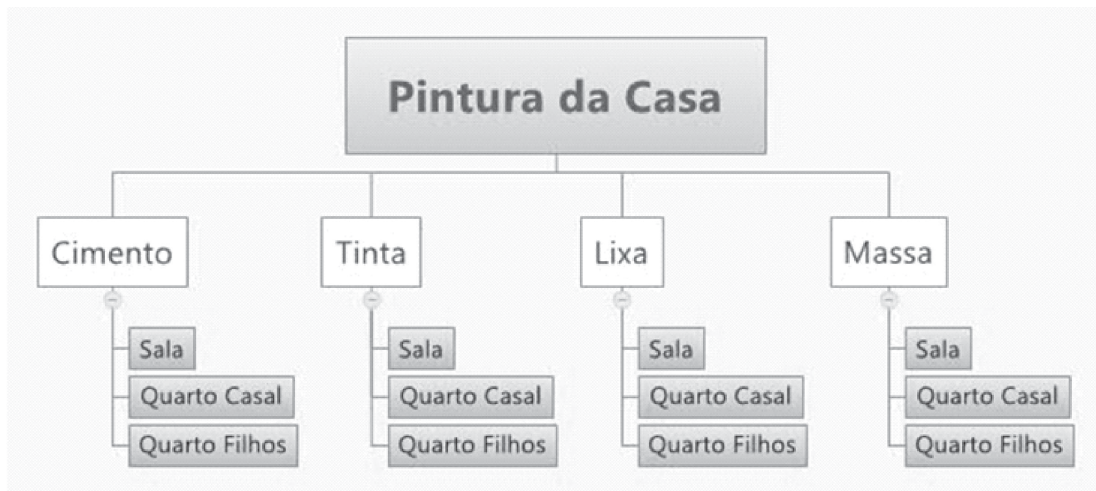 Pintura da Casa
Cimento
Sala
Quarto Casal
Quarto Filhos
Tinta
Sala
Quarto Casal
Quarto Filhos
Lixa
Sala
Quarto Casal
Quarto Filhos
Massa
Sala
Quarto Casal
Quarto Filhos